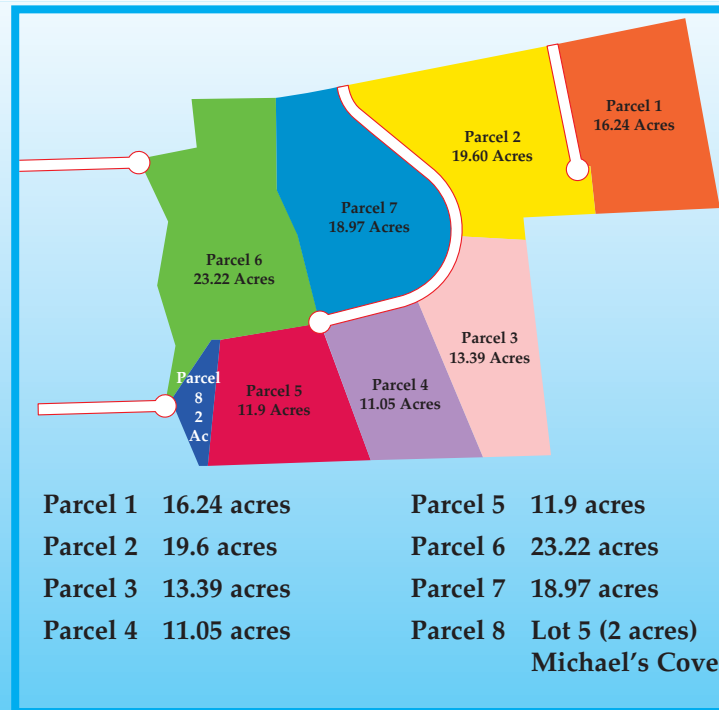 Parcel 1
16.24 Acres
Parcel 2
19.60 Acres
Parcel 7
18.97 Acres
Parcel 6
23.22 Acres
Parcel 3
13.39 Acres
Parcel 8
2
Ac
Parcel 5
11.9 Acres
Parcel 4
11.05 Acres
Parcel 1 16.24 acres
Parcel 2 19.6 acres
Parcel 3 13.39 acres
Parcel 4 11.05 acres
Parcel 5 11.9 acres
Parcel 6 23.22 acres
Parcel 7 18.97 acres
Parcel 8 Lot 5 (2 acres)
Michael's Cove